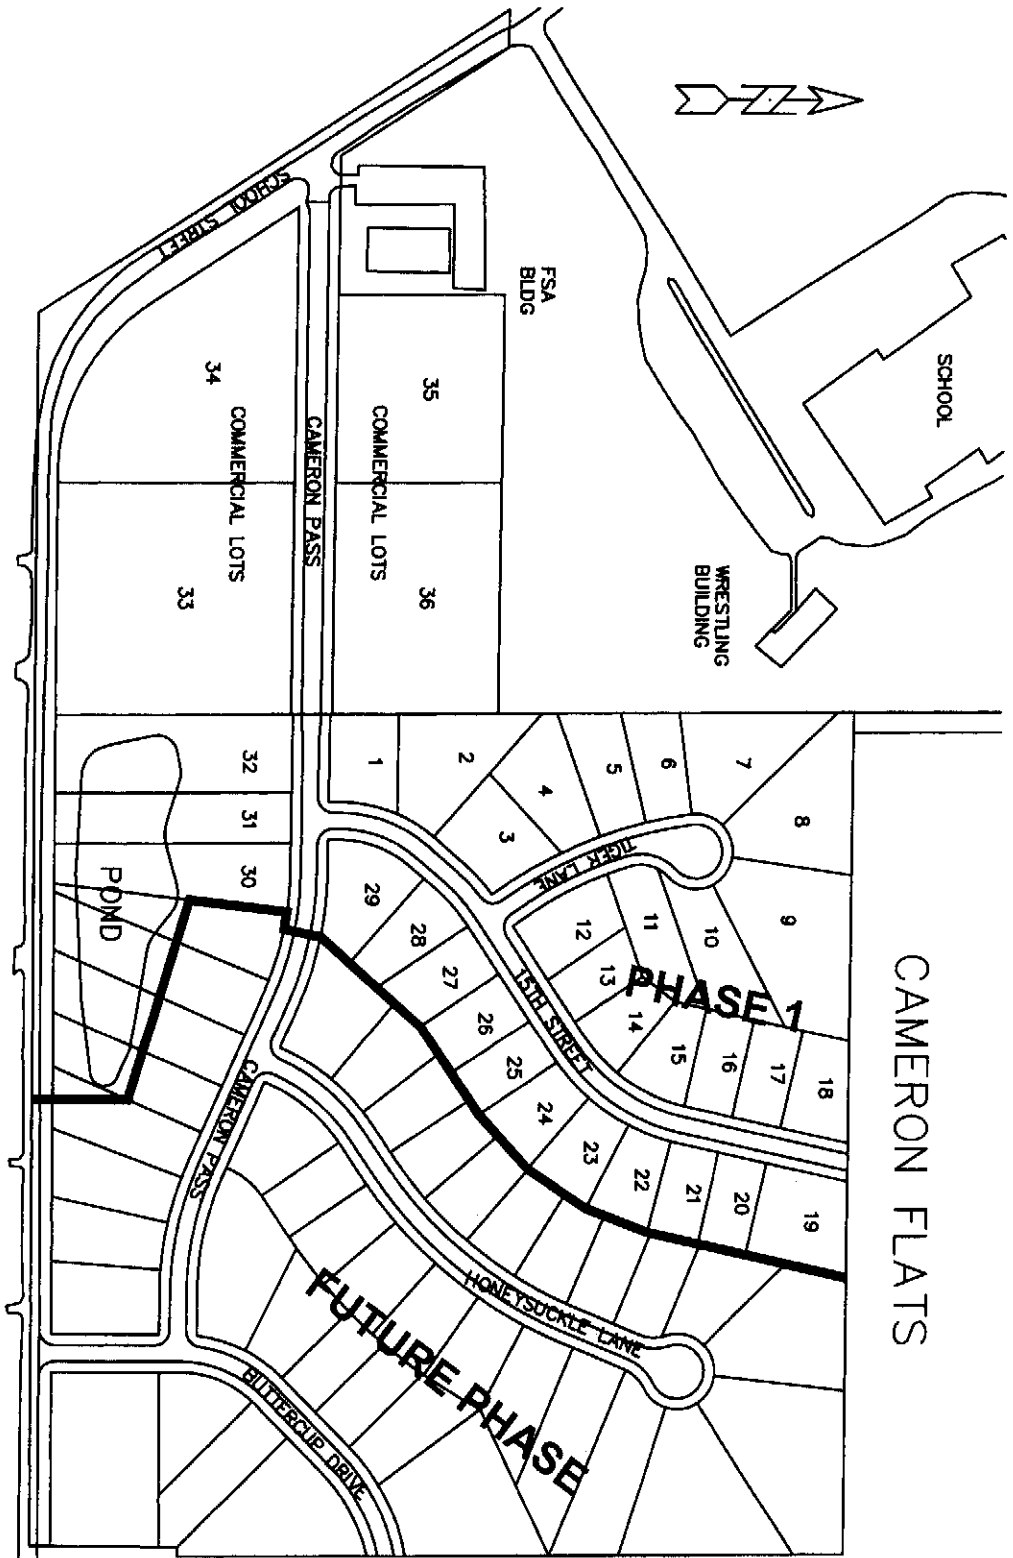 CAMERON FLATS
SCHOOL
WRESTLING
BUILDING
FSA
BLDG
SCHOOL STREET
CAMERON PASS
COMMERCIAL LOTS
COMMERCIAL LOTS
34
35
33
36
32
31
30
1
2
3
4
5
6
7
8
9
10
11
12
13
14
15
16
17
18
19
20
21
22
23
24
25
26
27
28
29
TIGER LANE
15TH STREET
PHASE 1
POND
CAMERON PASS
HONEYSUCKLE LANE
FUTURE PHASE
BUTTERCUP DRIVE